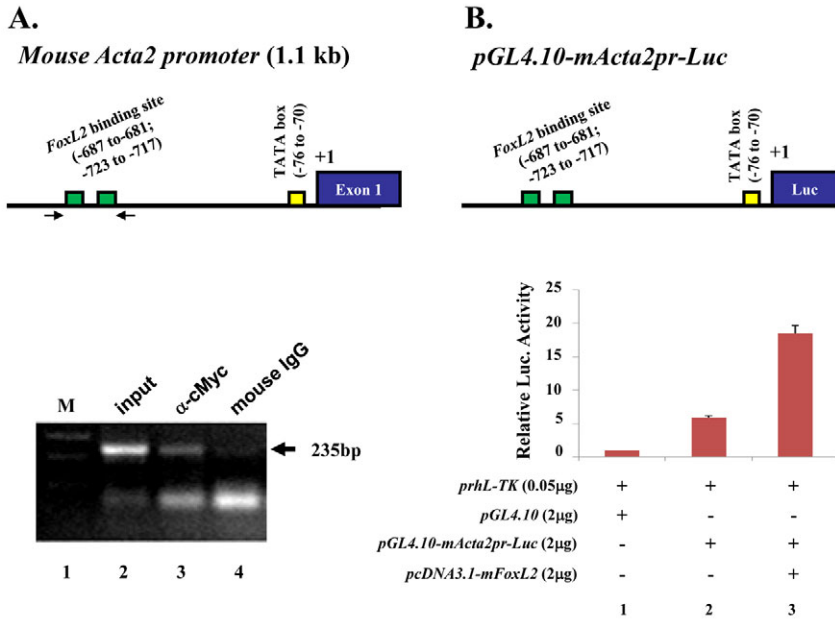 A.
Mouse Acta2 promoter (1.1 kb)
FoxL2 binding site
(-687 to-681;
-723 to -717)
TATA box
(-76 to -70)
+1
Exon 1
M
input
α-cMyc
mouse IgG
235bp
1 2 3 4
B.
pGL4.10-mActa2pr-Luc
FoxL2 binding site
(-687 to-681;
-723 to -717)
TATA box
(-76 to -70)
+1
Luc
Relative Luc. Activity
25
20
15
10
5
0
prhL-TK (0.05μg) + + +
pGL4.10 (2μg) + - -
pGL4.10-mActa2pr-Luc (2μg) - + +
pcDNA3.1-mFoxL2 (2μg) - - +
1 2 3